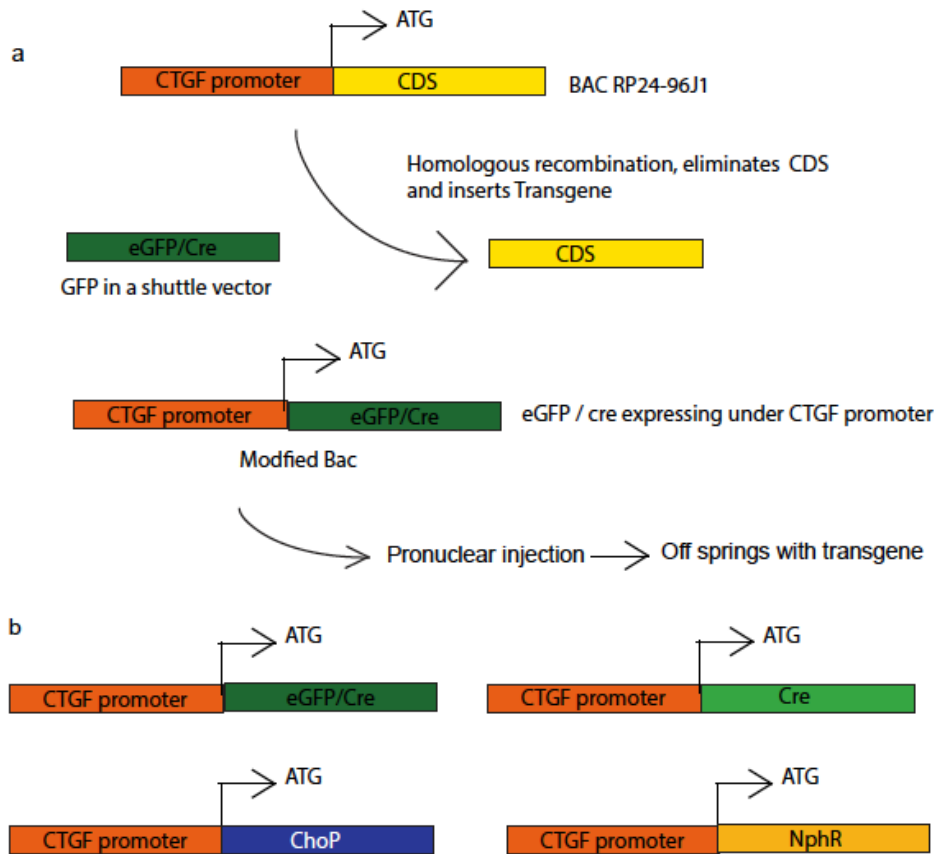 a
ATG
CTGF promoter CDS BAC RP24-96J1
Homologous recombination, eliminates CDS
and inserts Transgene
eGFP/Cre CDS
GFP in a shuttle vector
ATG
CTGF promoter eGFP/Cre eGFP / cre expressing under CTGF promoter
Modfied Bac
Pronuclear injection Off springs with transgene
b
ATG ATG
CTGF promoter eGFP/Cre CTGF promoter Cre
ATG ATG
CTGF promoter ChoP CTGF promoter NphR